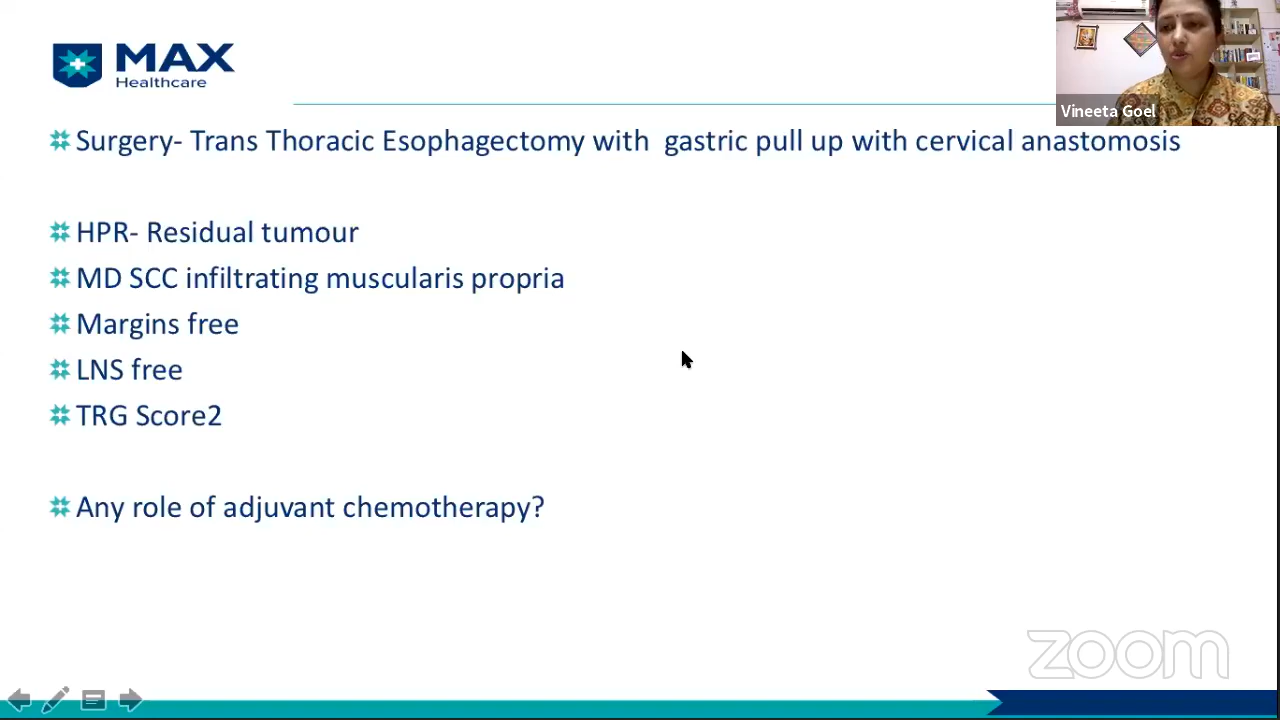 MAX
Healthcare
Vineeta Goel
Surgery- Trans Thoracic Esophagectomy with  gastric pull up with cervical anastomosis
HPR- Residual tumour
MD SCC infiltrating muscularis propria
Margins free
LNS free
TRG Score2
Any role of adjuvant chemotherapy?
zoom